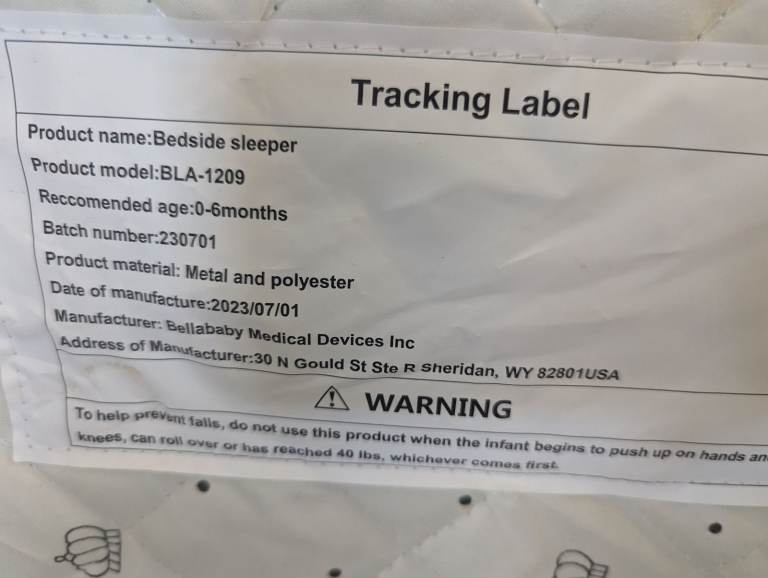 Tracking Label
Product name:Bedside sleeper
Product model:BLA-1209
Reccomended age:0-6months
Batch number:230701
Product material: Metal and polyester
Date of manufacture:2023/07/01
Manufacturer: Bellababy Medical Devices Inc
Address of Manufacturer:30 N Gould St Ste R Sheridan, WY 82801USA
WARNING
To help prevent falls, do not use this product when the infant begins to push up on hands and
knees, can roll over or has reached 40 lbs, whichever comes first.